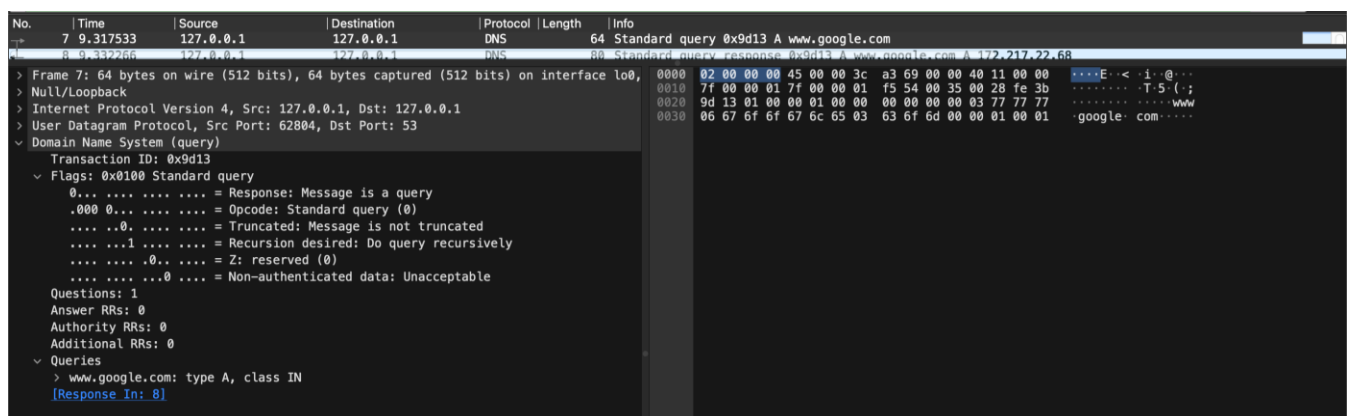 No. Time Source Destination Protocol Length Info
7 9.317533 127.0.0.1 127.0.0.1 DNS 64 Standard query 0x9d13 A www.google.com
8 9.332266 127.0.0.1 127.0.0.1 DNS 80 Standard query response 0x9d13 A www.google.com A 172.217.22.68
> Frame 7: 64 bytes on wire (512 bits), 64 bytes captured (512 bits) on interface lo0,
> Null/Loopback
> Internet Protocol Version 4, Src: 127.0.0.1, Dst: 127.0.0.1
> User Datagram Protocol, Src Port: 62804, Dst Port: 53
Domain Name System (query)
Transaction ID: 0x9d13
Flags: 0x0100 Standard query
0... .... .... .... = Response: Message is a query
.000 0... .... .... = Opcode: Standard query (0)
.... ..0. .... .... = Truncated: Message is not truncated
.... ...1 .... .... = Recursion desired: Do query recursively
.... .... .0.. .... = Z: reserved (0)
.... .... ...0 .... = Non-authenticated data: Unacceptable
Questions: 1
Answer RRs: 0
Authority RRs: 0
Additional RRs: 0
Queries
> www.google.com: type A, class IN
[Response In: 8]
0000 02 00 00 00 45 00 00 3c a3 69 00 00 40 11 00 00 ····E··< ·i··@···
0010 7f 00 00 01 7f 00 00 01 f5 54 00 35 00 28 fe 3b ········ ·T·5·(·;
0020 9d 13 01 00 00 01 00 00 00 00 00 00 03 77 77 77 ········ ·····www
0030 06 67 6f 6f 67 6c 65 03 63 6f 6d 00 00 01 00 01 ·google· com·····